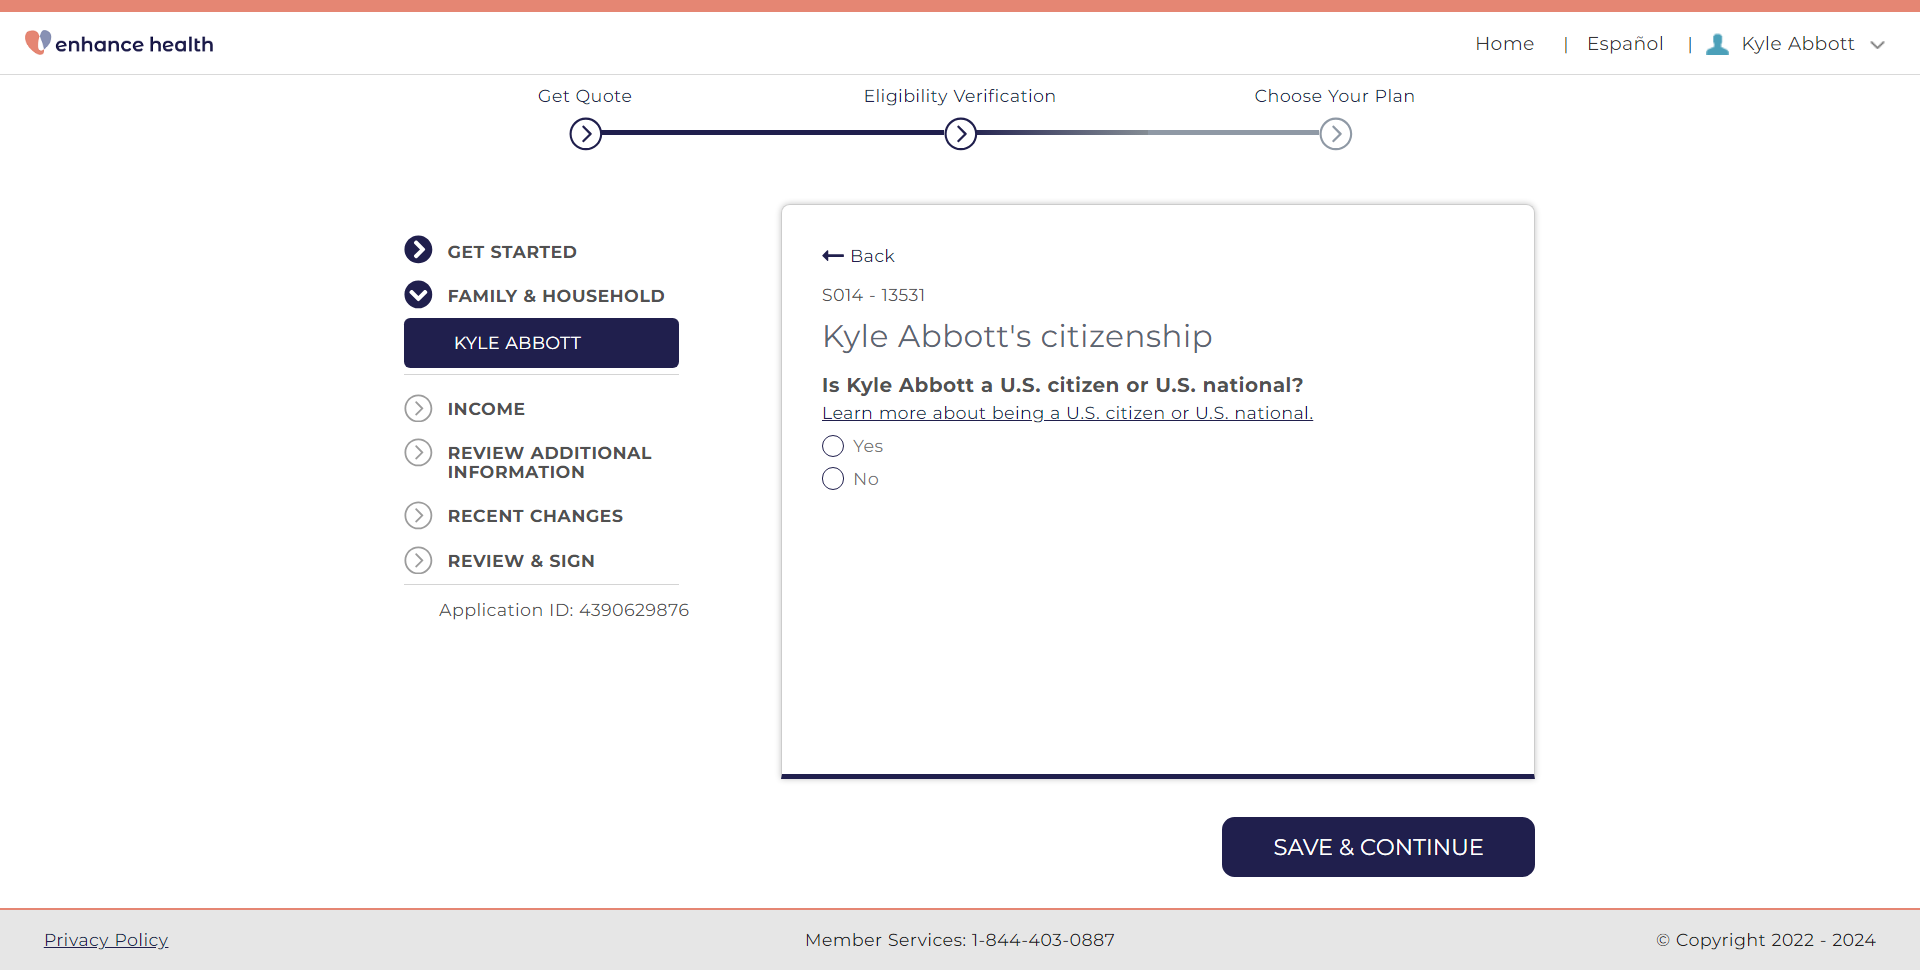 enhance health
Home | Español | Kyle Abbott
Get Quote
Eligibility Verification
Choose Your Plan
GET STARTED
FAMILY & HOUSEHOLD
KYLE ABBOTT
INCOME
REVIEW ADDITIONAL
INFORMATION
RECENT CHANGES
REVIEW & SIGN
Application ID: 4390629876
Back
S014 - 13531
Kyle Abbott's citizenship
Is Kyle Abbott a U.S. citizen or U.S. national?
Learn more about being a U.S. citizen or U.S. national.
Yes
No
SAVE & CONTINUE
Privacy Policy
Member Services: 1-844-403-0887
© Copyright 2022 - 2024